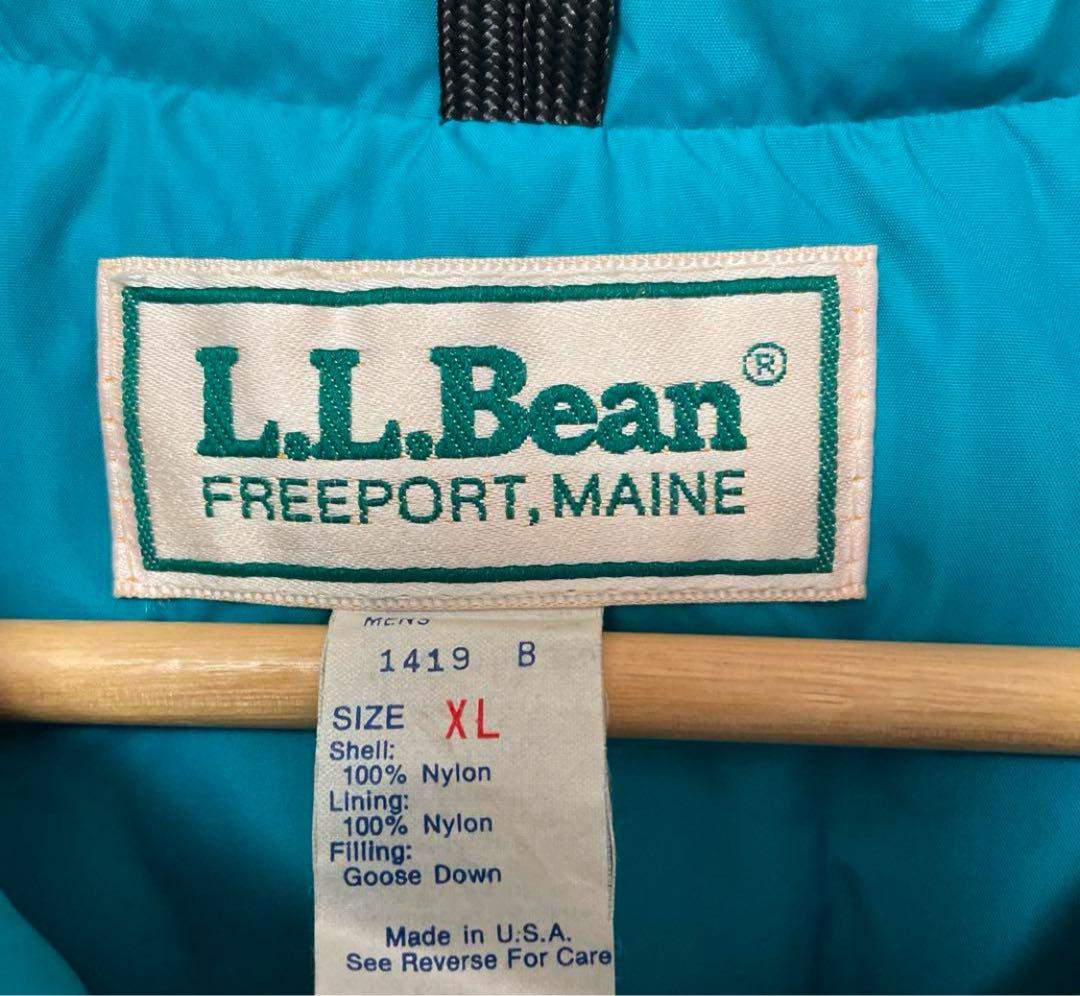 L.L.Bean®
FREEPORT, MAINE
MENS
1419 B
SIZE XL
Shell:
100% Nylon
Lining:
100% Nylon
Filling:
Goose Down
Made in U.S.A.
See Reverse For Care